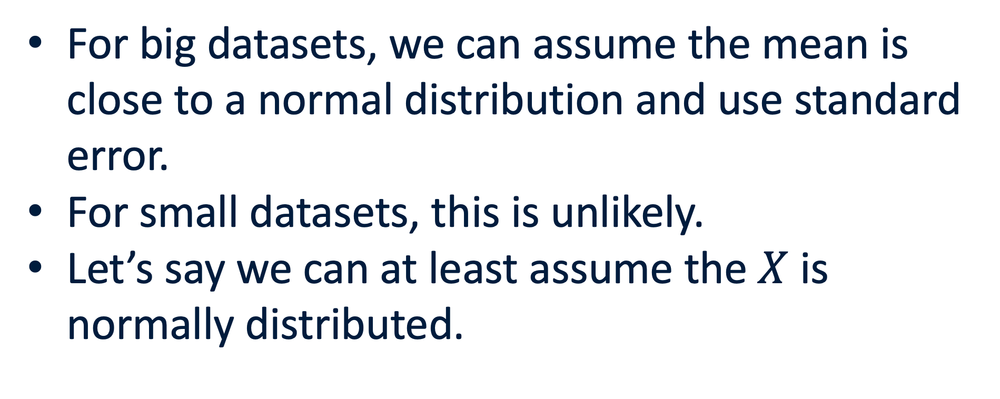 • For big datasets, we can assume the mean is
close to a normal distribution and use standard
error.
• For small datasets, this is unlikely.
• Let’s say we can at least assume the X is
normally distributed.